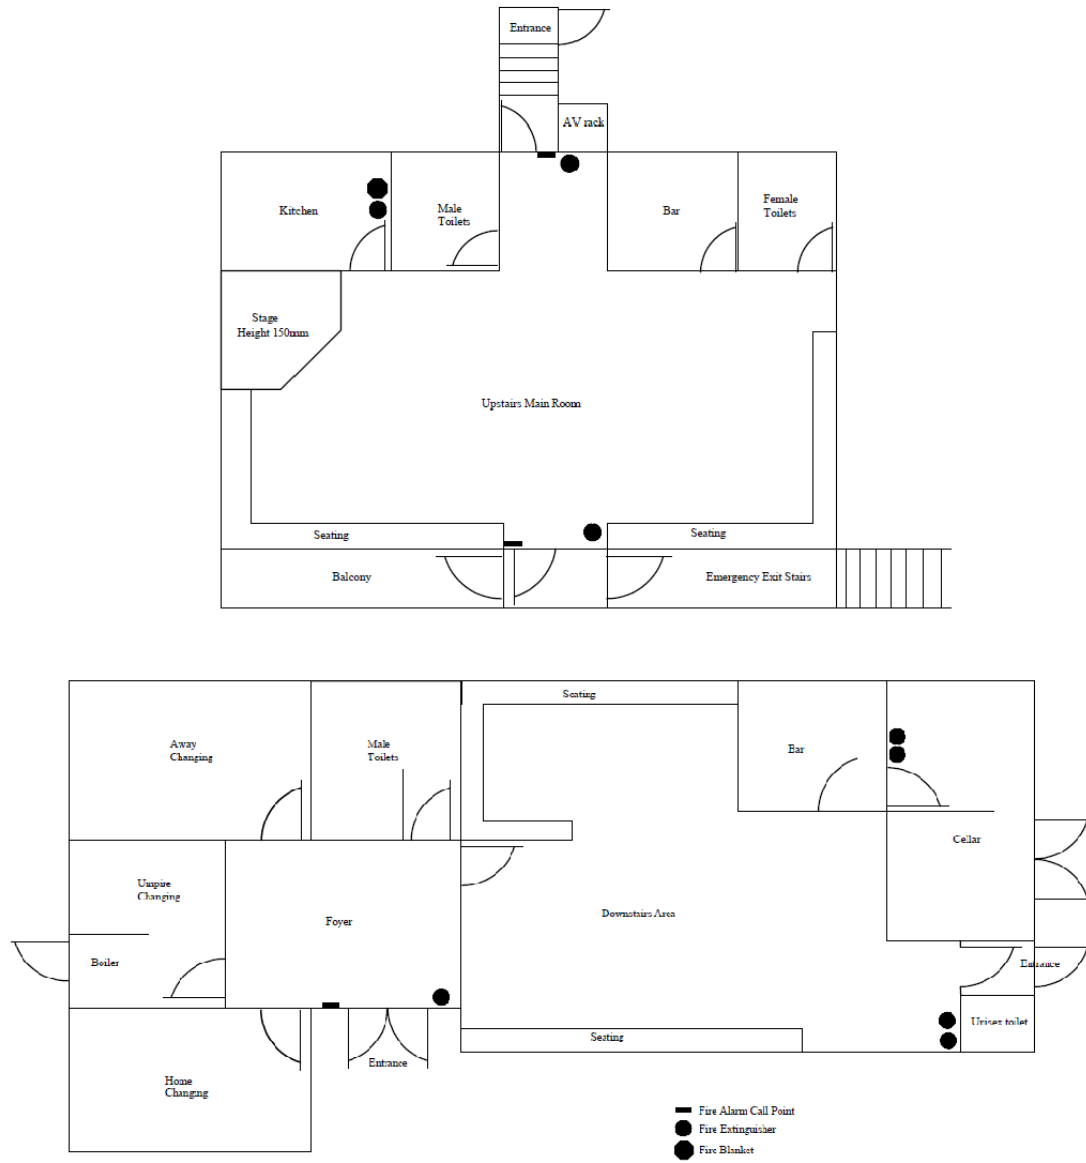 Entrance
AV rack
Kitchen
Male
Toilets
Bar
Female
Toilets
Stage
Height 150mm
Upstairs Main Room
Seating
Seating
Balcony
Emergency Exit Stairs
Seating
Away
Changing
Male
Toilets
Bar
Cellar
Umpire
Changing
Foyer
Downstairs Area
Boiler
Entrance
Unisex toilet
Seating
Entrance
Home
Changing
Fire Alarm Call Point
Fire Extinguisher
Fire Blanket